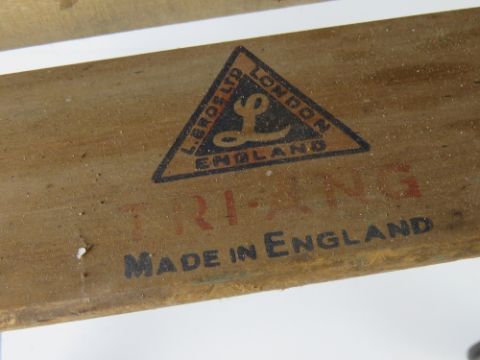 L. BROS. LTD
LONDON
L
ENGLAND
TRI-ANG
MADE IN ENGLAND